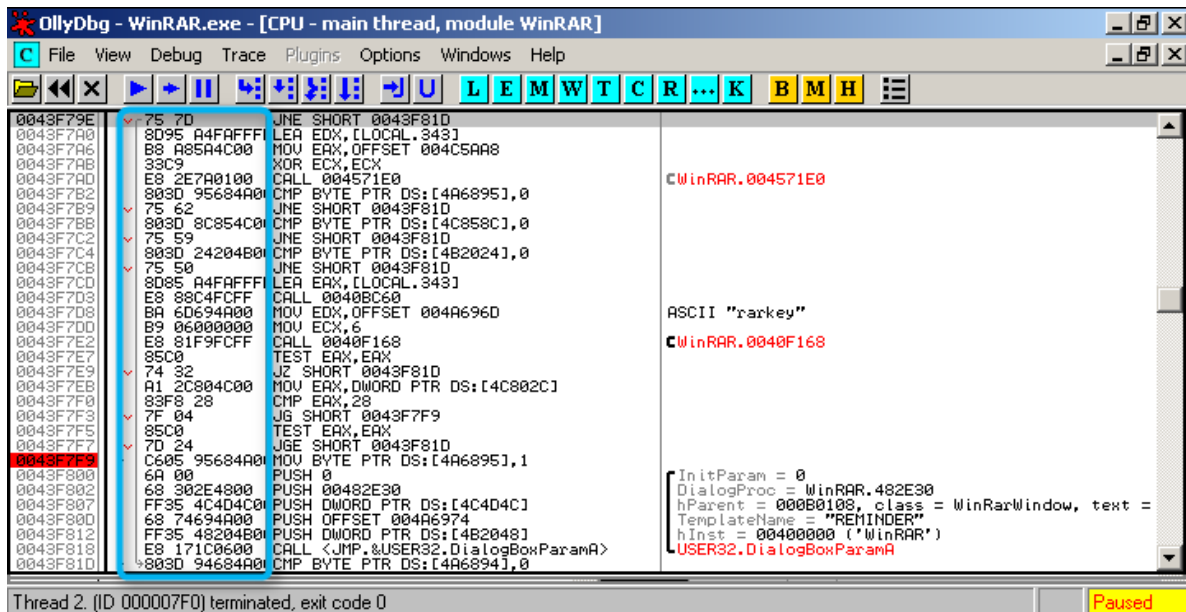 OllyDbg - WinRAR.exe - [CPU - main thread, module WinRAR]
C File View Debug Trace Plugins Options Windows Help
L E M W T C R ... K B M H
0043F79E 75 7D JNE SHORT 0043F81D
0043F7A0 8D95 A4FAFFFF LEA EDX,[LOCAL.343]
0043F7A6 B8 A85A4C00 MOV EAX,OFFSET 004C5AA8
0043F7AB 33C9 XOR ECX,ECX
0043F7AD E8 2E7A0100 CALL 004571E0 CWinRAR.004571E0
0043F7B2 803D 95684A00 CMP BYTE PTR DS:[4A6895],0
0043F7B9 75 62 JNE SHORT 0043F81D
0043F7BB 803D 8C854C00 CMP BYTE PTR DS:[4C858C],0
0043F7C2 75 59 JNE SHORT 0043F81D
0043F7C4 803D 24204B00 CMP BYTE PTR DS:[4B2024],0
0043F7CB 75 50 JNE SHORT 0043F81D
0043F7CD 8D85 A4FAFFFF LEA EAX,[LOCAL.343]
0043F7D3 E8 88C4FCFF CALL 0040BC60
0043F7D8 BA 6D694A00 MOV EDX,OFFSET 004A696D ASCII "rarkey"
0043F7DD B9 06000000 MOV ECX,6
0043F7E2 E8 81F9FCFF CALL 0040F168 CWinRAR.0040F168
0043F7E7 85C0 TEST EAX,EAX
0043F7E9 74 32 JZ SHORT 0043F81D
0043F7EB A1 2C804C00 MOV EAX,DWORD PTR DS:[4C802C]
0043F7F0 83F8 28 CMP EAX,28
0043F7F3 7F 04 JG SHORT 0043F7F9
0043F7F5 85C0 TEST EAX,EAX
0043F7F7 7D 24 JGE SHORT 0043F81D
0043F7F9 C605 95684A00 MOV BYTE PTR DS:[4A6895],1
0043F800 6A 00 PUSH 0 InitParam = 0
0043F802 68 302E4800 PUSH 00482E30 DialogProc = WinRAR.482E30
0043F807 FF35 4C4D4C00 PUSH DWORD PTR DS:[4C4D4C] hParent = 000B0108, class = WinRarWindow, text =
0043F80D 68 74694A00 PUSH OFFSET 004A6974 TemplateName = "REMINDER"
0043F812 FF35 48204B00 PUSH DWORD PTR DS:[4B2048] hInst = 00400000 ('WinRAR')
0043F818 E8 171C0600 CALL <JMP.&USER32.DialogBoxParamA> USER32.DialogBoxParamA
0043F81D 803D 94684A00 CMP BYTE PTR DS:[4A6894],0
Thread 2. (ID 000007F0) terminated, exit code 0 Paused